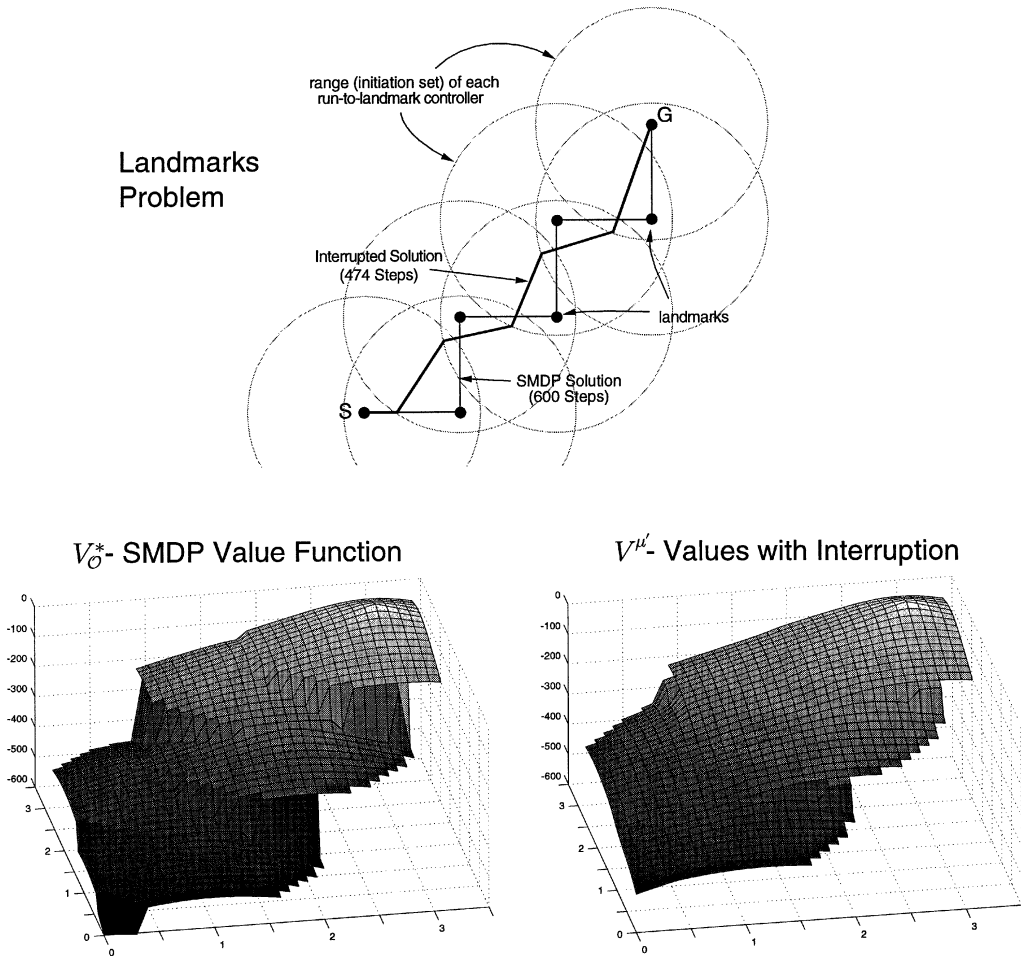 range (initiation set) of each
run-to-landmark controller
G
Landmarks
Problem
Interrupted Solution
(474 Steps)
landmarks
SMDP Solution
(600 Steps)
S
V*O - SMDP Value Function
Vμ′ - Values with Interruption
0
-100
-200
-300
-400
-500
-600
3
2
1
0
0
1
2
3
0
-100
-200
-300
-400
-500
-600
3
2
1
0
0
1
2
3